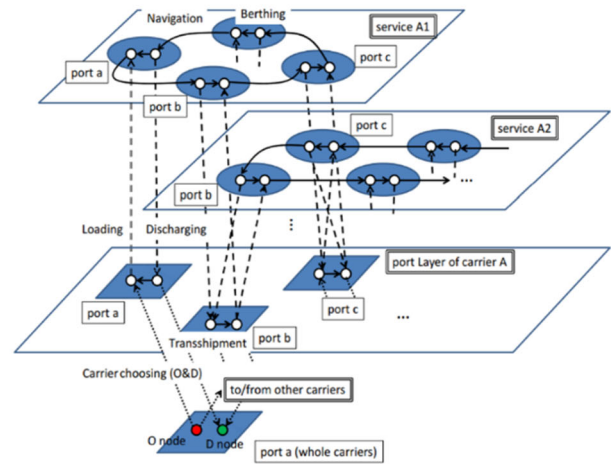 Navigation
Berthing
service A1
port a
port c
port b
service A2
port c
port b
...
Loading
Discharging
port Layer of carrier A
port a
port c
...
Transshipment
port b
Carrier choosing (O&D)
to/from other carriers
O node
D node
port a (whole carriers)